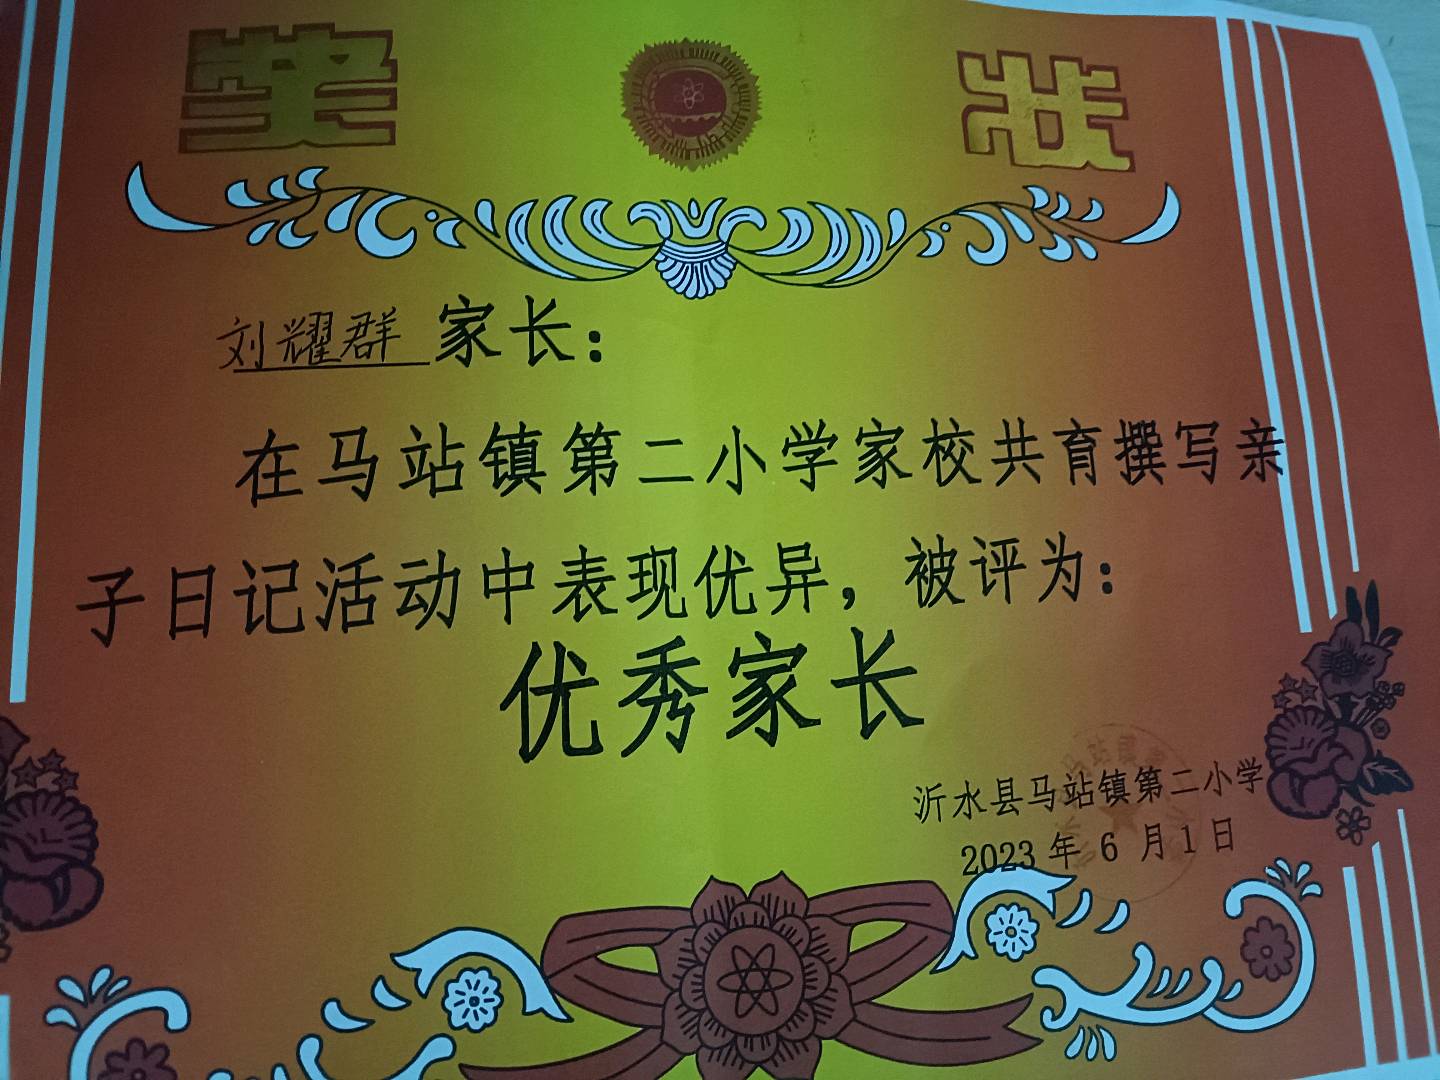 奖状
刘耀群家长：
在马站镇第二小学家校共育撰写亲
子日记活动中表现优异，被评为：
优秀家长
沂水县马站镇第二小学
2023年6月1日